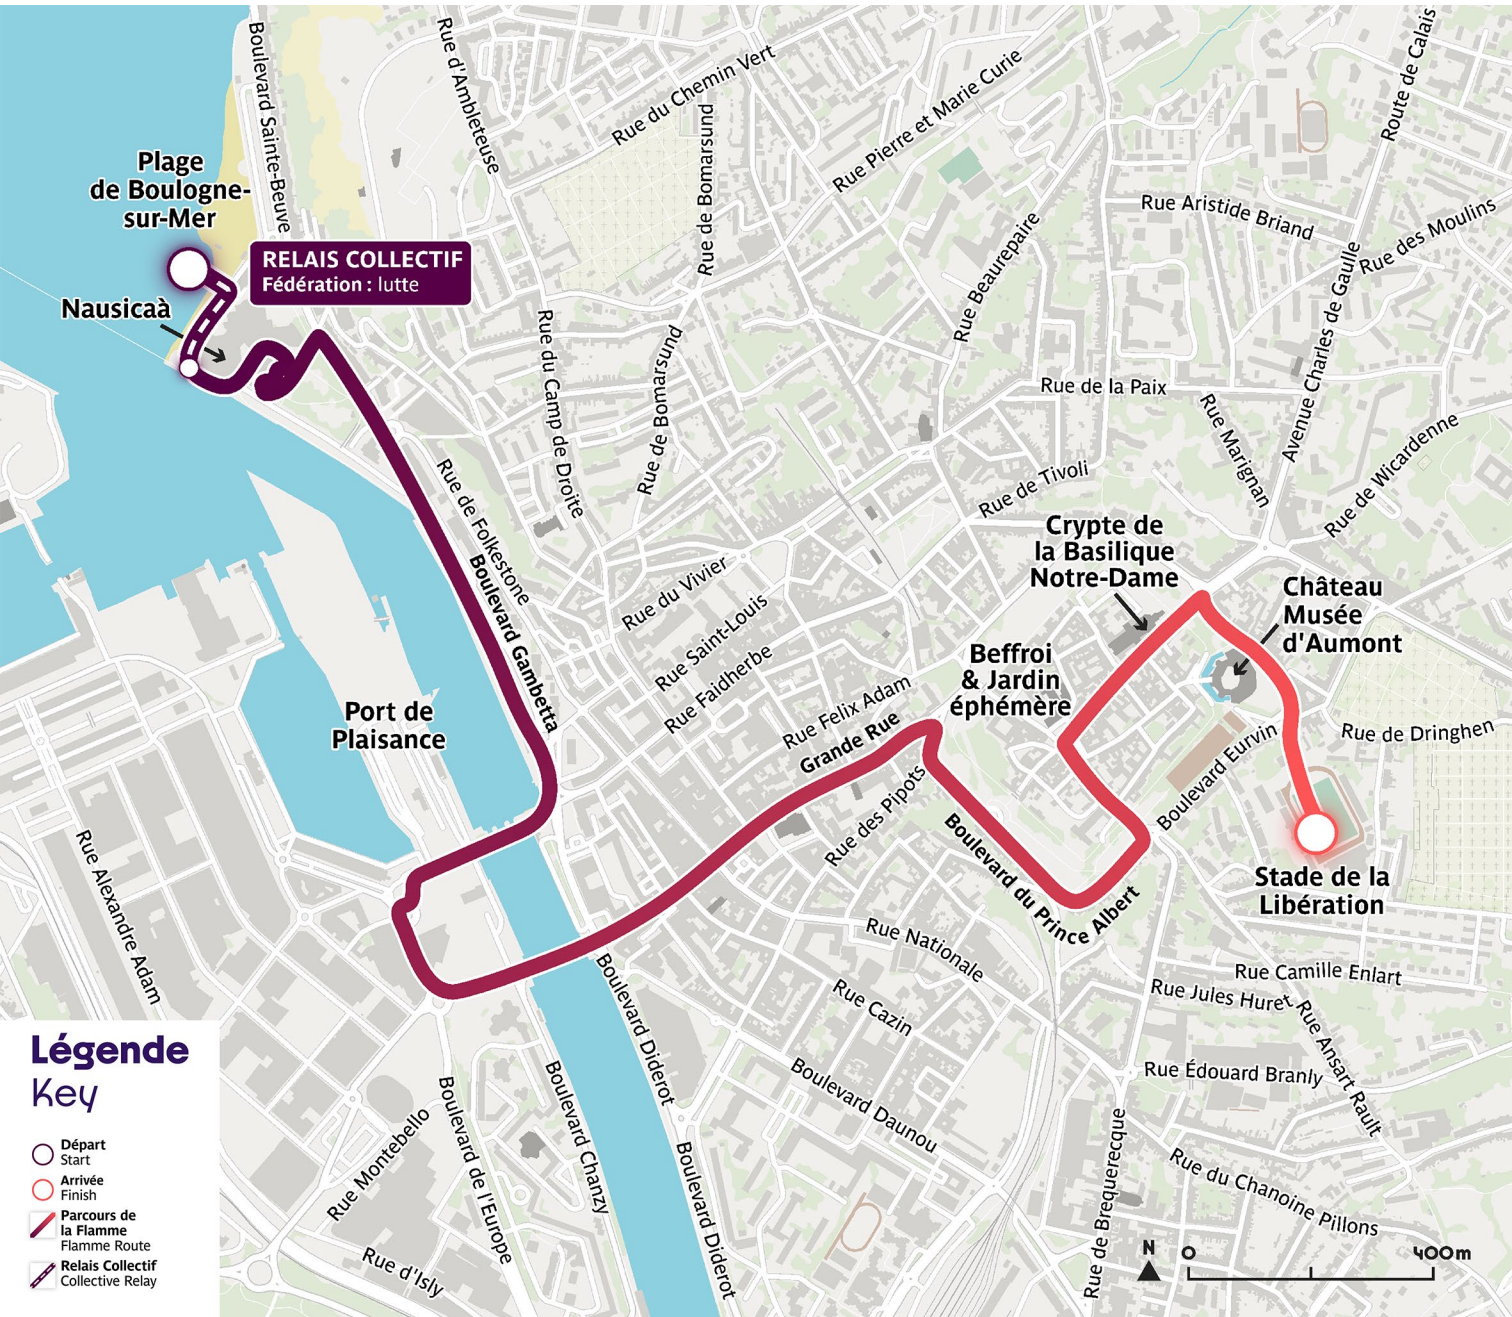 Boulevard Sainte-Beuve
Rue d'Ambleteuse
Rue du Chemin Vert
Rue de Bomarsund
Rue Pierre et Marie Curie
Route de Calais
Plage
de Boulogne-
sur-Mer
Rue Aristide Briand
Rue des Moulins
RELAIS COLLECTIF
Fédération : lutte
Nausicaà
Rue Beaurepaire
Avenue Charles de Gaulle
Rue du Camp de Droite
Rue de Bomarsund
Rue de la Paix
Rue Marignan
Rue de Wicardenne
Rue de Folkestone
Rue de Tivoli
Crypte de
la Basilique
Notre-Dame
Château
Musée
d'Aumont
Boulevard Gambetta
Rue du Vivier
Rue Saint-Louis
Rue Faidherbe
Beffroi
& Jardin
éphémère
Port de
Plaisance
Rue Felix Adam
Grande Rue
Rue des Pipots
Rue de Dringhen
Boulevard Eurvin
Boulevard du Prince Albert
Stade de la
Libération
Rue Alexandre Adam
Rue Nationale
Rue Cazin
Rue Camille Enlart
Rue Jules Huret
Rue Ansart Rault
Boulevard Diderot
Boulevard Daunou
Rue Édouard Branly
Rue Montebello
Boulevard de l'Europe
Boulevard Chanzy
Boulevard Diderot
Rue de Brequerecque
Rue du Chanoine Pillons
Rue d'Isly
Légende
Key
Départ
Start
Arrivée
Finish
Parcours de
la Flamme
Flamme Route
Relais Collectif
Collective Relay
N 0 400m